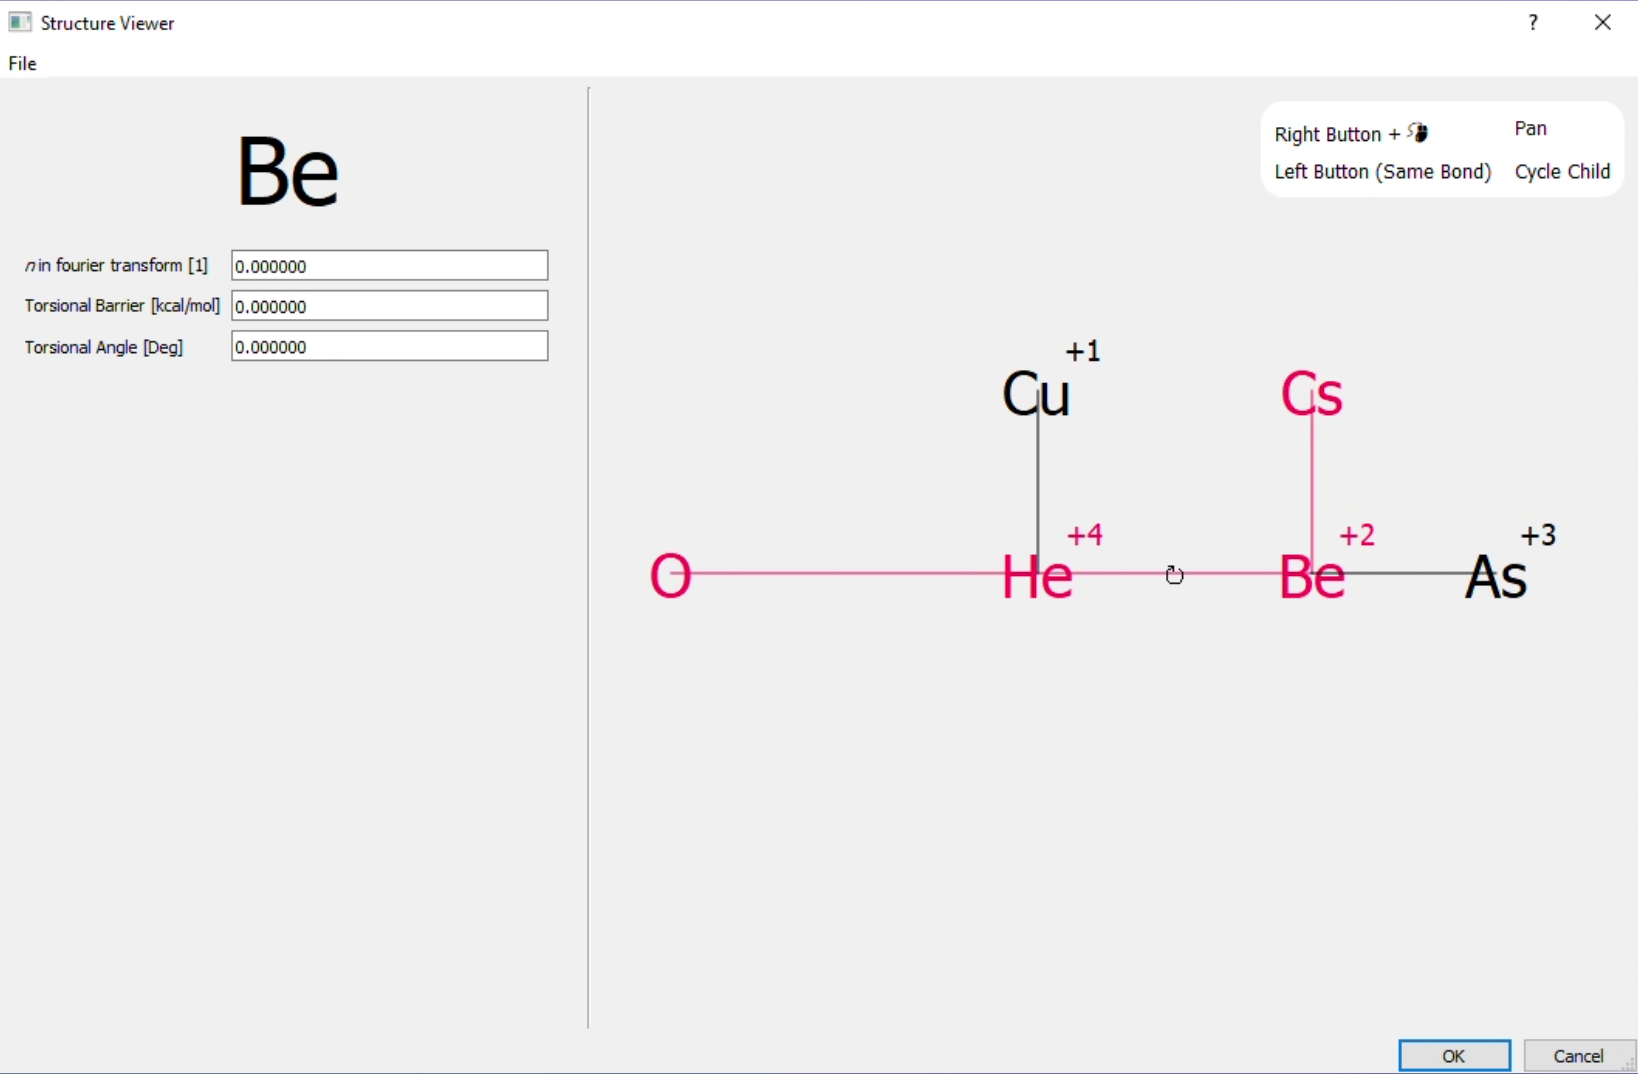 Structure Viewer
File
Be
n in fourier transform [1] 0.000000
Torsional Barrier [kcal/mol] 0.000000
Torsional Angle [Deg] 0.000000
Right Button + Pan
Left Button (Same Bond) Cycle Child
+1
Cu Cs
+4 +2 +3
O He Be As
OK Cancel